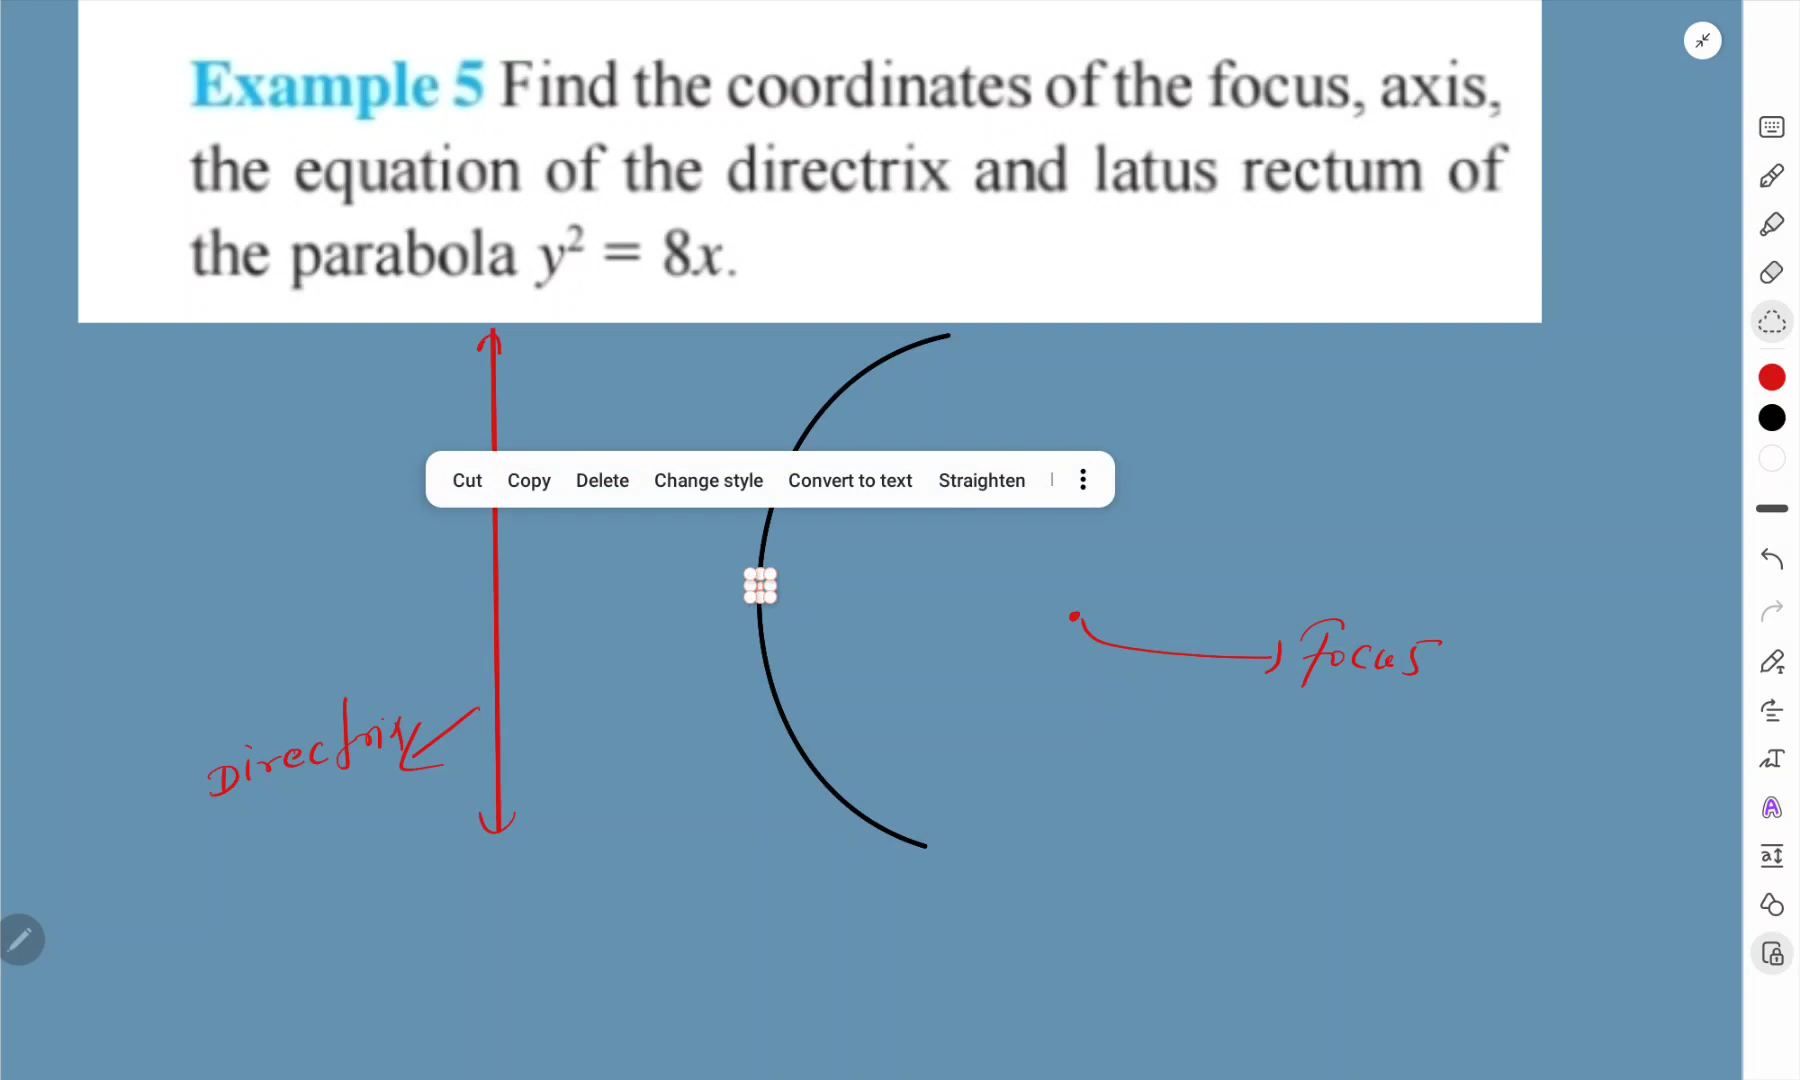 Example 5 Find the coordinates of the focus, axis,
the equation of the directrix and latus rectum of
the parabola y² = 8x.
Cut Copy Delete Change style Convert to text Straighten
Focus
Directrix